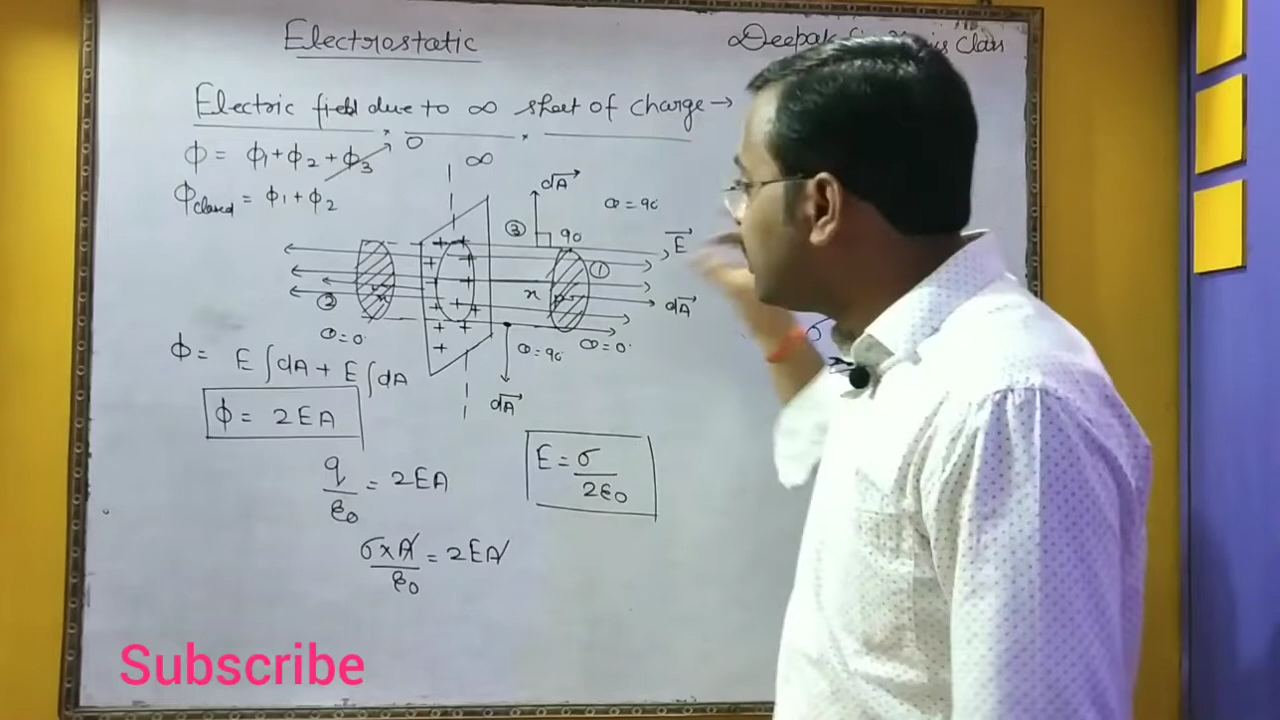 Electrostatic
Deepak Class
Electric field due to ∞ sheet of charge →
ϕ = ϕ1 + ϕ2 + ϕ3 0
ϕclosed = ϕ1 + ϕ2
∞
dA
θ = 90
③ 90
E
①
+ + + + + + + + + + + +
②
x
dA
σ
θ = 0
θ = 90
θ = 0
dA
ϕ = E ∫ dA + E ∫ dA
ϕ = 2EA
q/ε0 = 2EA
E = σ/2ε0
σ × A/ε0 = 2EA
Subscribe